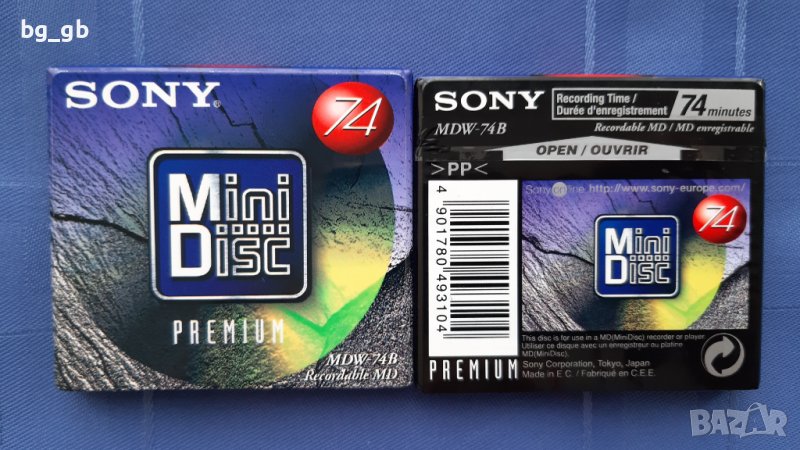 bg_gb
SONY®
74
Mini
Disc
PREMIUM
MDW-74B
Recordable MD
SONY
Recording Time /
Durée d'enregistrement
74 minutes
MDW-74B
Recordable MD / MD enregistrable
OPEN / OUVRIR
>PP<
4 901780 493104
Sony online http://www.sony-europe.com/
74
Mini
Disc
This disc is for use in a MD(MiniDisc) recorder or player.
Utiliser ce disque avec un enregistreur ou platine
MD(MiniDisc).
PREMIUM
Sony Corporation, Tokyo, Japan
Made in E.C. / Fabriqué en C.E.E.
BAZAR